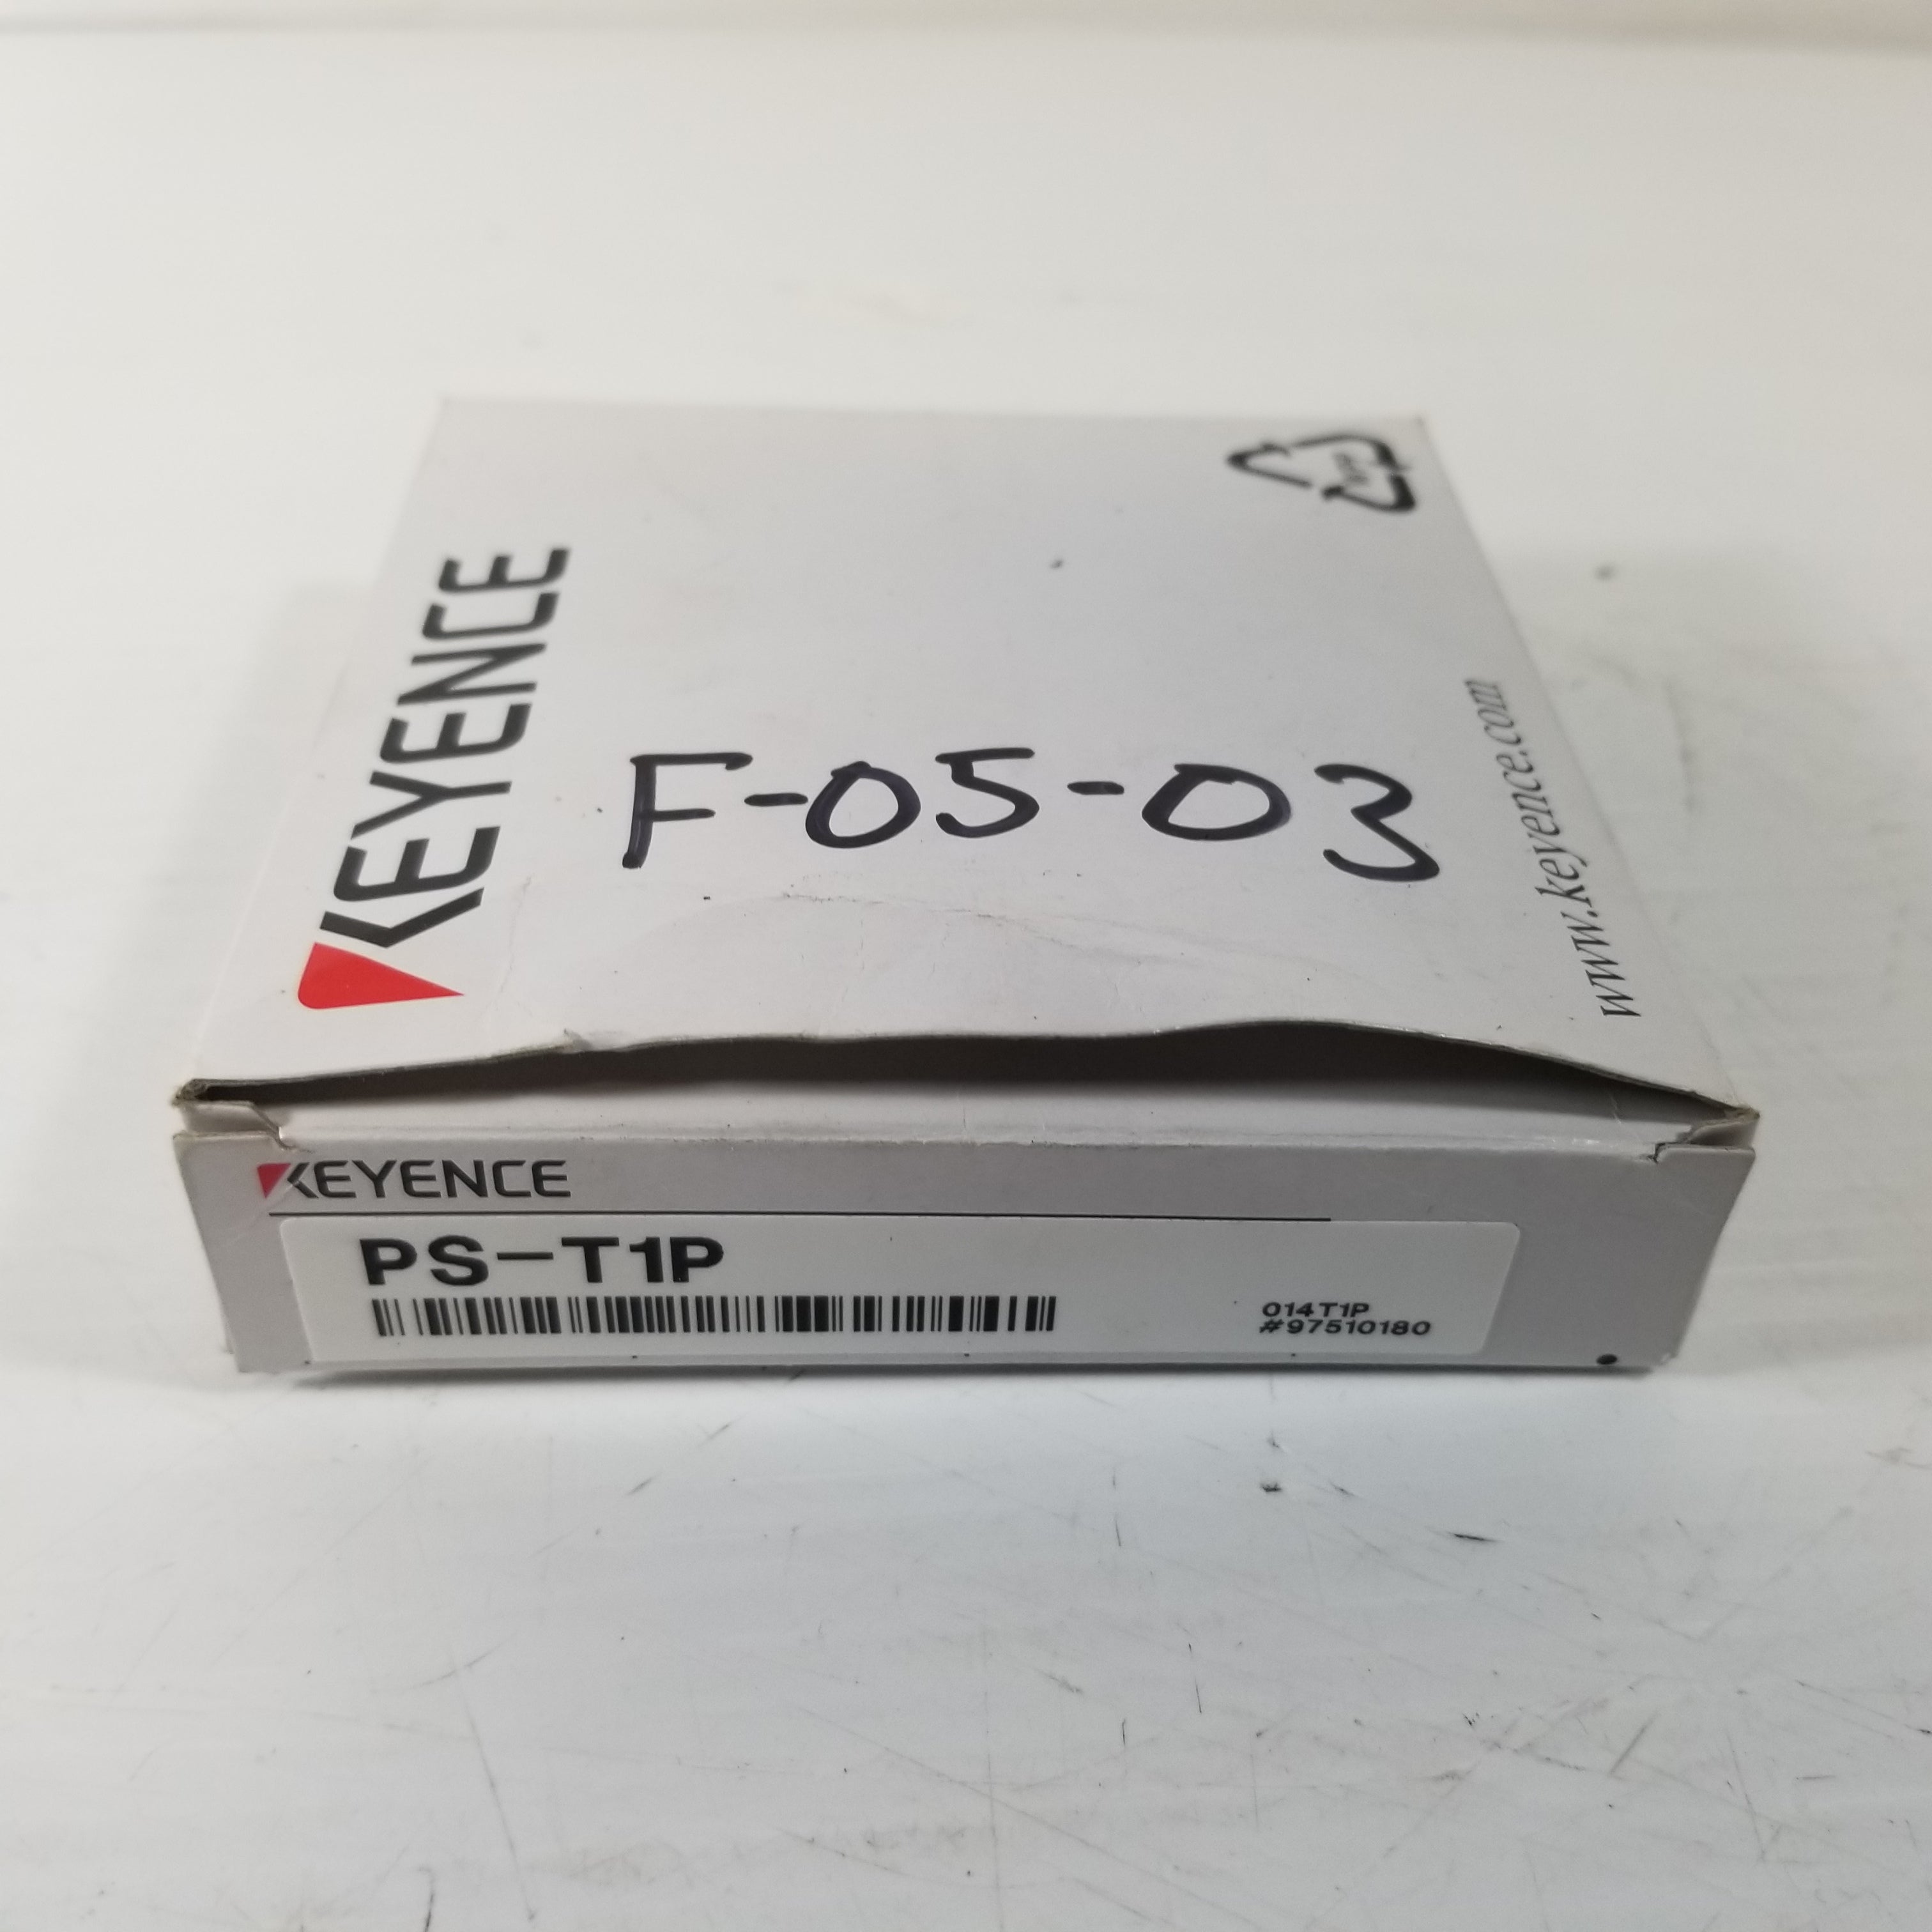 KEYENCE
F-05-03
www.keyence.com
KEYENCE
PS-T1P
014T1P
#97510180